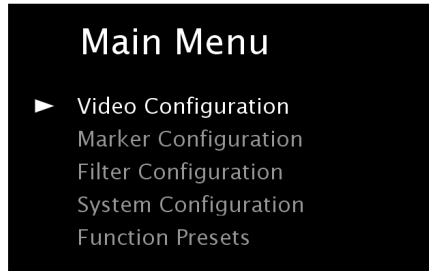 Main Menu
Video Configuration
Marker Configuration
Filter Configuration
System Configuration
Function Presets